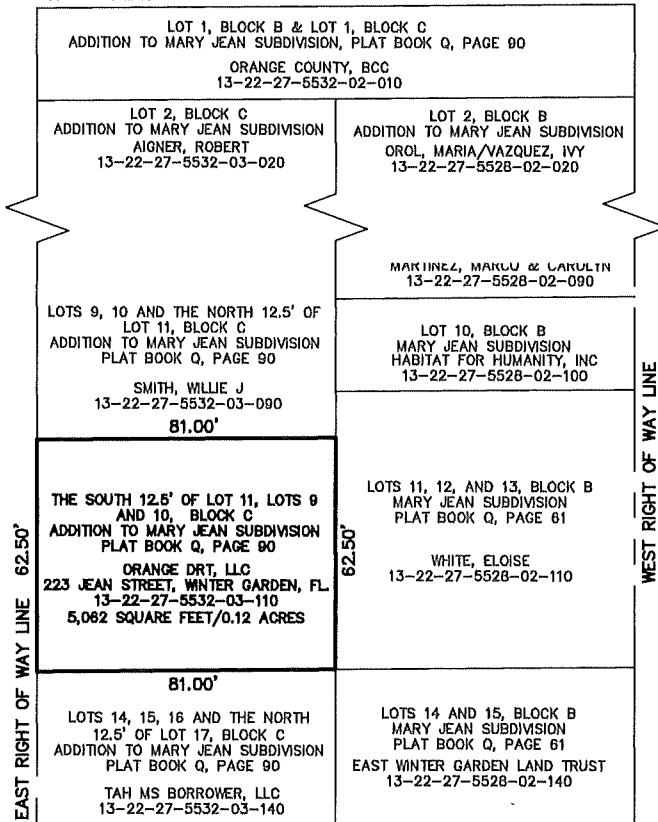 LOT 1, BLOCK B & LOT 1, BLOCK C
ADDITION TO MARY JEAN SUBDIVISION, PLAT BOOK Q, PAGE 90
ORANGE COUNTY, BCC
13-22-27-5532-02-010
LOT 2, BLOCK C
ADDITION TO MARY JEAN SUBDIVISION
AIGNER, ROBERT
13-22-27-5532-03-020
LOT 2, BLOCK B
ADDITION TO MARY JEAN SUBDIVISION
OROL, MARIA/VAZQUEZ, IVY
13-22-27-5528-02-020
MARTINEZ, MARCO & CAROLYN
13-22-27-5528-02-090
LOTS 9, 10 AND THE NORTH 12.5' OF
LOT 11, BLOCK C
ADDITION TO MARY JEAN SUBDIVISION
PLAT BOOK Q, PAGE 90
SMITH, WILLIE J
13-22-27-5532-03-090
81.00'
LOT 10, BLOCK B
MARY JEAN SUBDIVISION
HABITAT FOR HUMANITY, INC
13-22-27-5528-02-100
THE SOUTH 12.5' OF LOT 11, LOTS 9
AND 10, BLOCK C
ADDITION TO MARY JEAN SUBDIVISION
PLAT BOOK Q, PAGE 90
ORANGE DRT, LLC
223 JEAN STREET, WINTER GARDEN, FL.
13-22-27-5532-03-110
5,062 SQUARE FEET/0.12 ACRES
62.50'
62.50'
81.00'
LOTS 11, 12, AND 13, BLOCK B
MARY JEAN SUBDIVISION
PLAT BOOK Q, PAGE 61
WHITE, ELOISE
13-22-27-5528-02-110
LOTS 14, 15, 16 AND THE NORTH
12.5' OF LOT 17, BLOCK C
ADDITION TO MARY JEAN SUBDIVISION
PLAT BOOK Q, PAGE 90
TAH MS BORROWER, LLC
13-22-27-5532-03-140
LOTS 14 AND 15, BLOCK B
MARY JEAN SUBDIVISION
PLAT BOOK Q, PAGE 61
EAST WINTER GARDEN LAND TRUST
13-22-27-5528-02-140
EAST RIGHT OF WAY LINE
WEST RIGHT OF WAY LINE